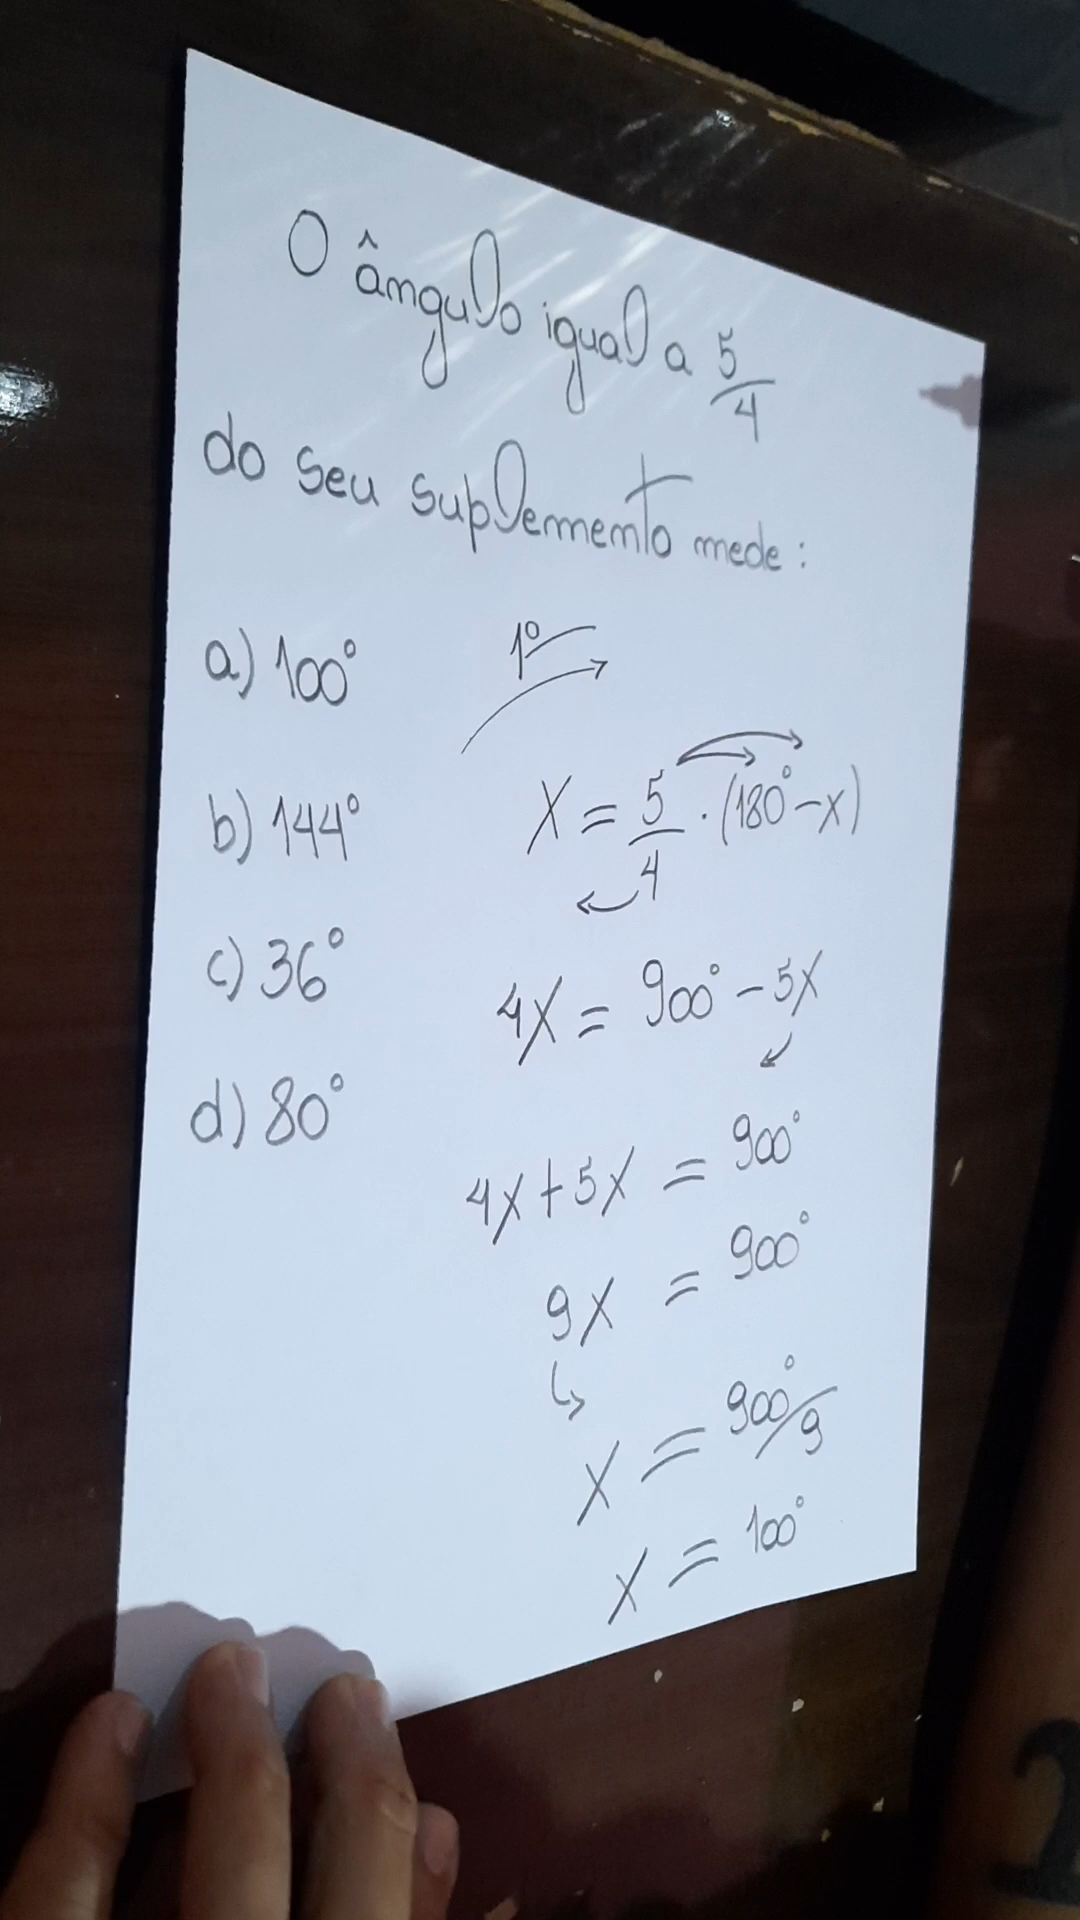 O ângulo igual a 5/4
do seu suplemento mede:
a) 100°
1º
b) 144°
X = 5/4 · (180° - x)
c) 36°
4X = 900° - 5X
d) 80°
4X + 5X = 900°
9X = 900°
X = 900°/9
X = 100°